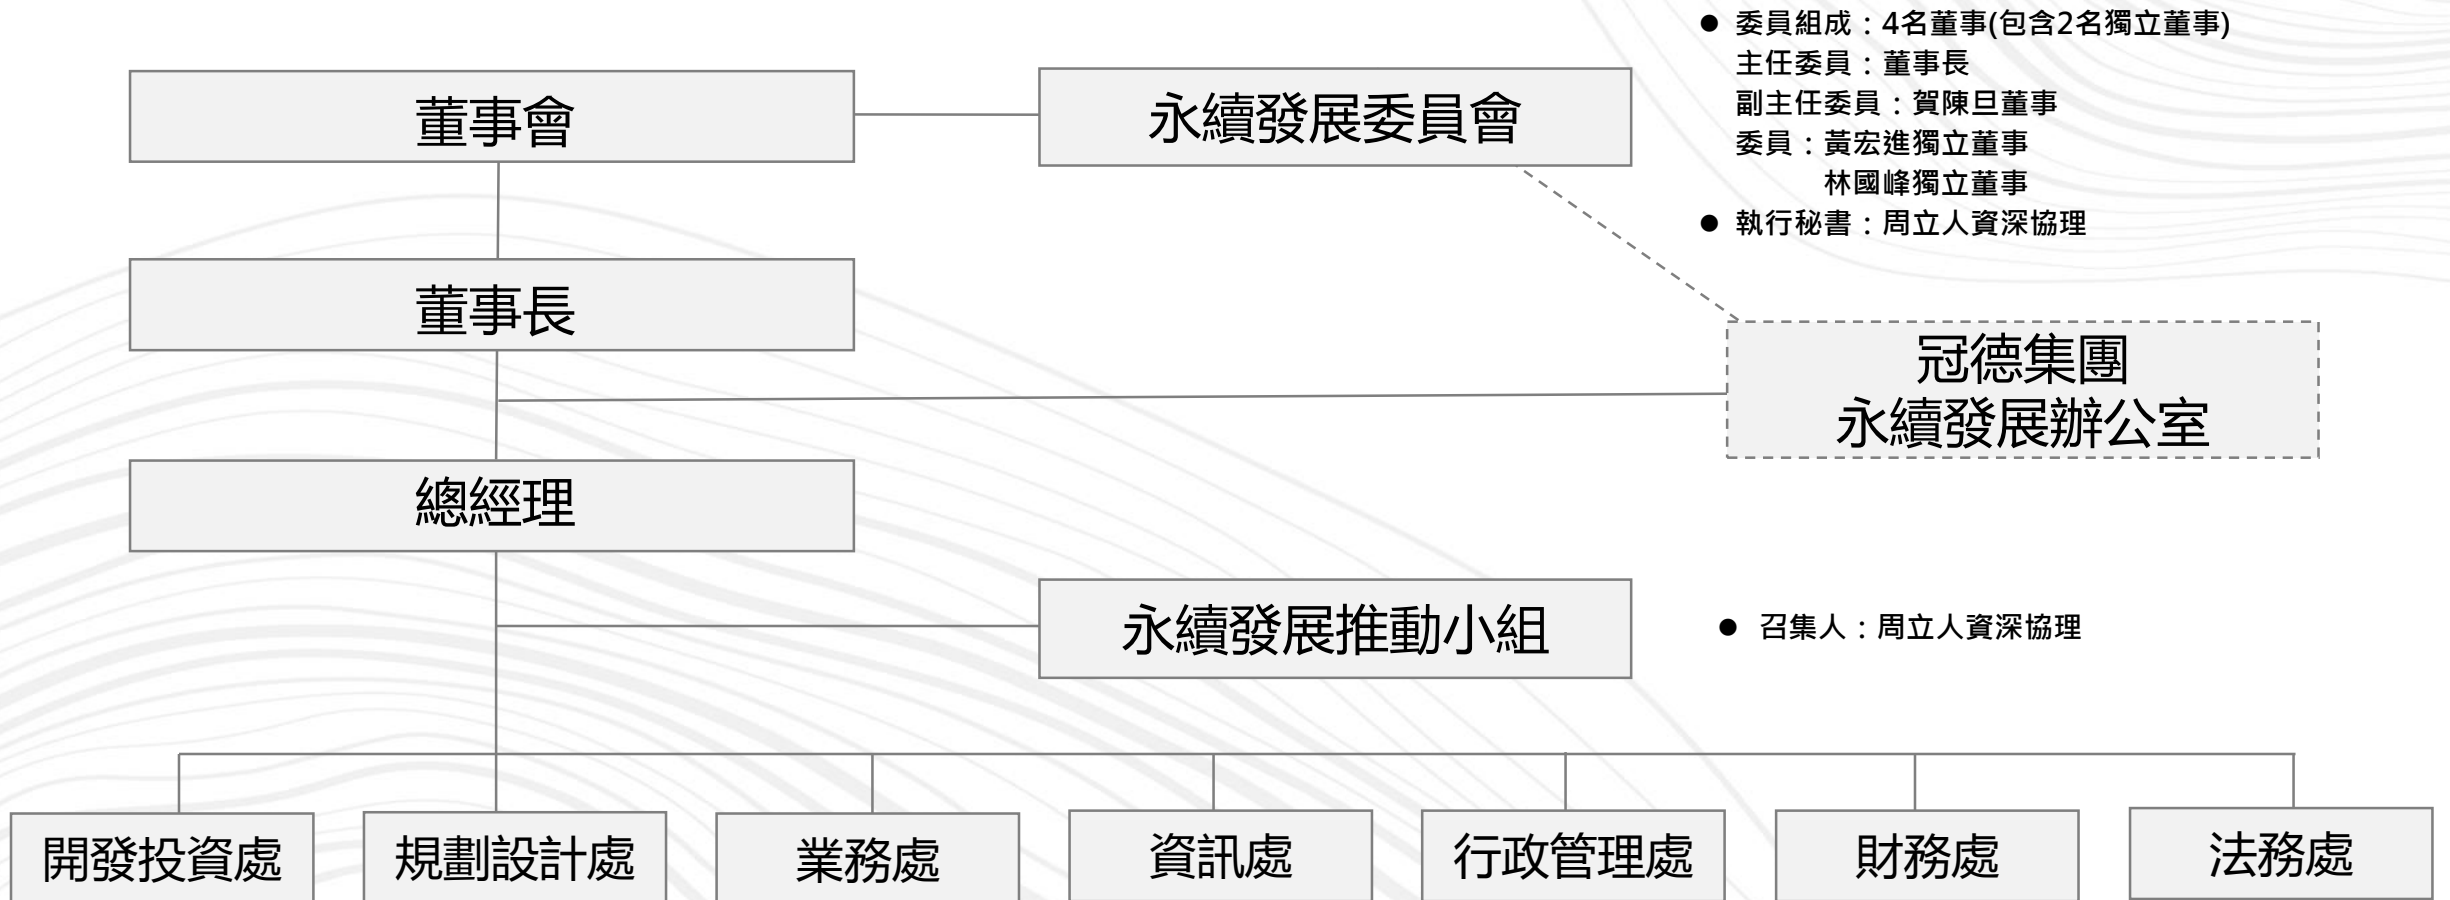 ● 委員組成：4名董事(包含2名獨立董事)
主任委員：董事長
副主任委員：賀陳旦董事
委員：黃宏進獨立董事
林國峰獨立董事
● 執行秘書：周立人資深協理
董事會
永續發展委員會
董事長
冠德集團
永續發展辦公室
總經理
永續發展推動小組
● 召集人：周立人資深協理
開發投資處
規劃設計處
業務處
資訊處
行政管理處
財務處
法務處